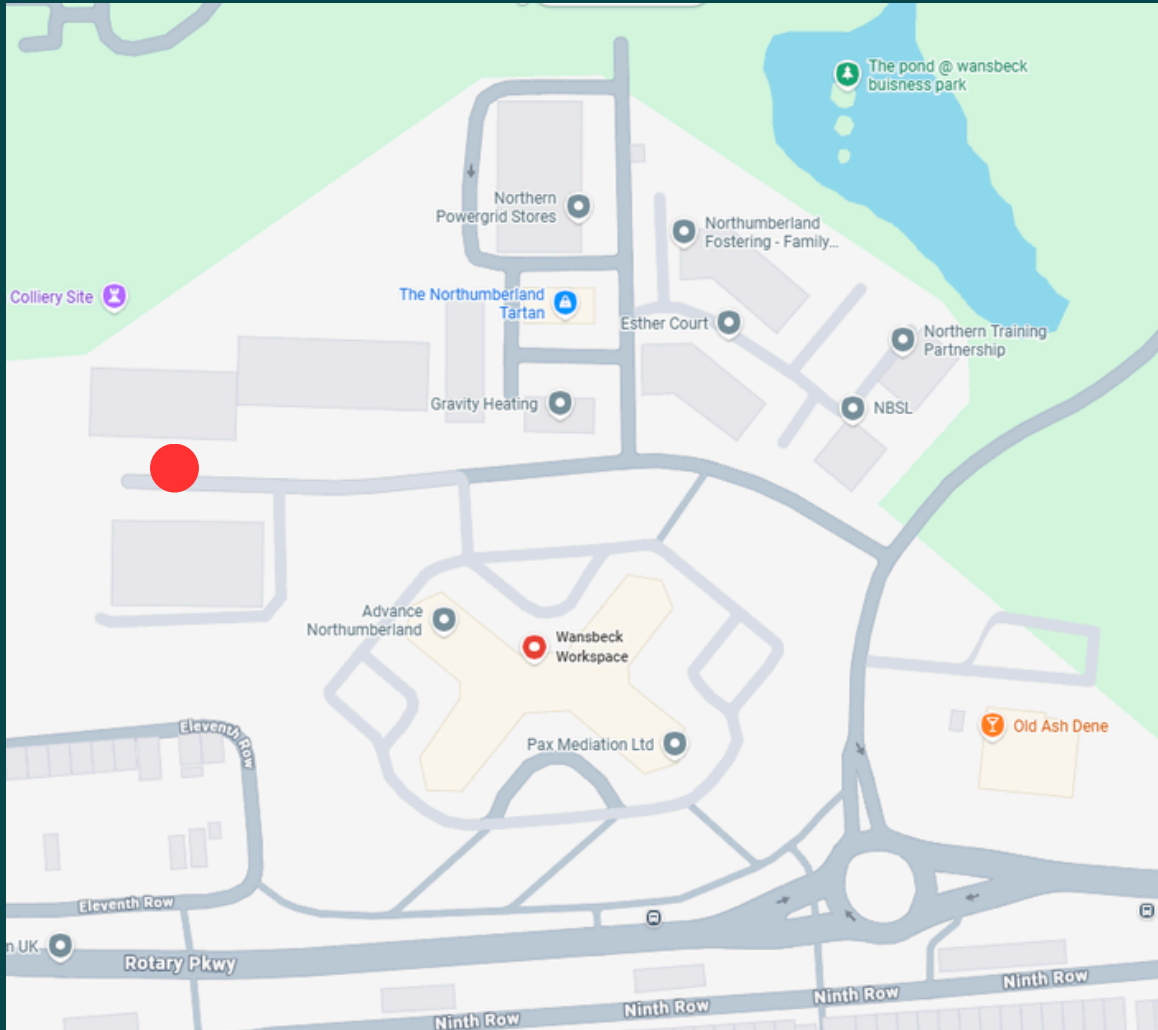 The pond @ wansbeck
buisness park
Northern
Powergrid Stores
Northumberland
Fostering - Family...
Colliery Site
The Northumberland
Tartan
Esther Court
Northern Training
Partnership
Gravity Heating
NBSL
Advance
Northumberland
Wansbeck
Workspace
Old Ash Dene
Pax Mediation Ltd
Eleventh Row
Eleventh Row
n UK
Rotary Pkwy
Ninth Row
Ninth Row
Ninth Row
Ninth Row